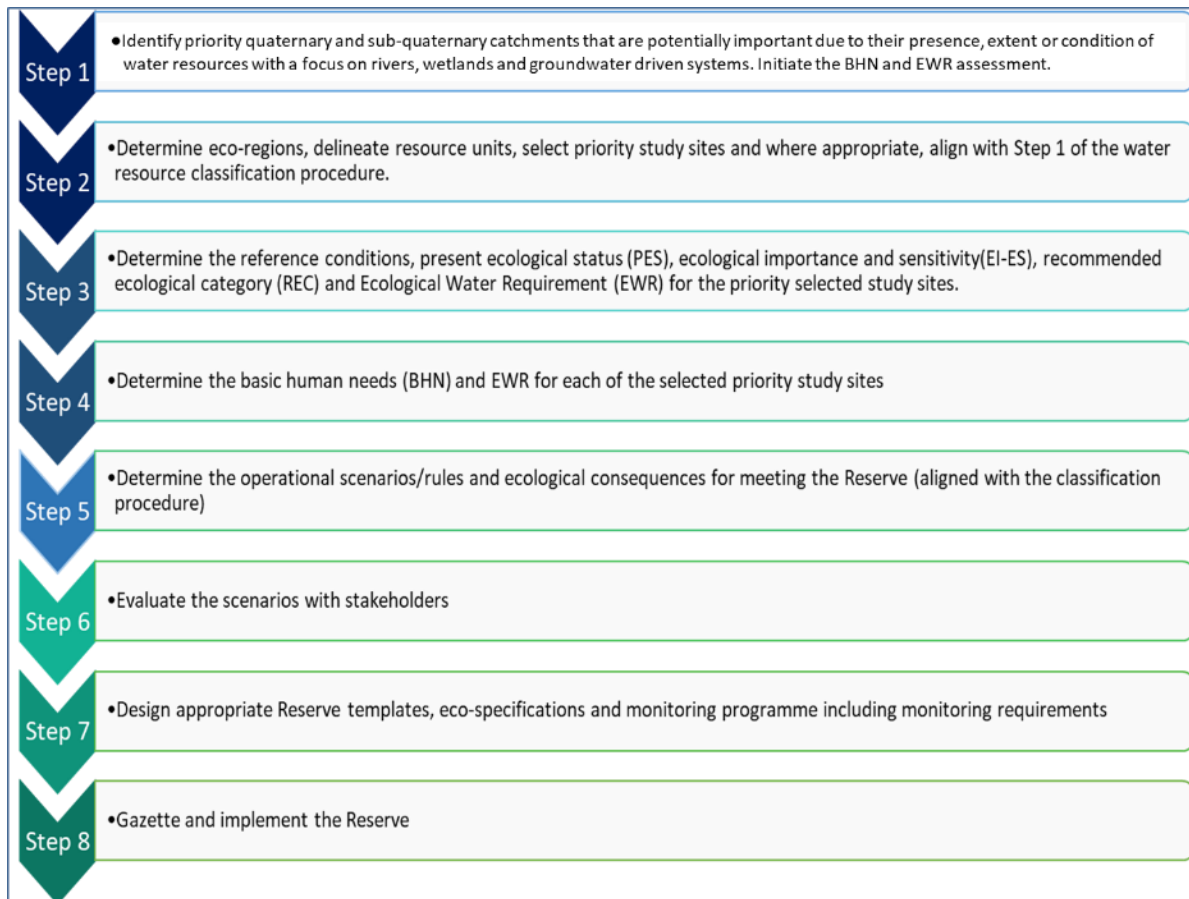 Step 1
•Identify priority quaternary and sub-quaternary catchments that are potentially important due to their presence, extent or condition of
water resources with a focus on rivers, wetlands and groundwater driven systems. Initiate the BHN and EWR assessment.
Step 2
•Determine eco-regions, delineate resource units, select priority study sites and where appropriate, align with Step 1 of the water
resource classification procedure.
Step 3
•Determine the reference conditions, present ecological status (PES), ecological importance and sensitivity(EI-ES), recommended
ecological category (REC) and Ecological Water Requirement (EWR) for the priority selected study sites.
Step 4
•Determine the basic human needs (BHN) and EWR for each of the selected priority study sites
Step 5
•Determine the operational scenarios/rules and ecological consequences for meeting the Reserve (aligned with the classification
procedure)
Step 6
•Evaluate the scenarios with stakeholders
Step 7
•Design appropriate Reserve templates, eco-specifications and monitoring programme including monitoring requirements
Step 8
•Gazette and implement the Reserve